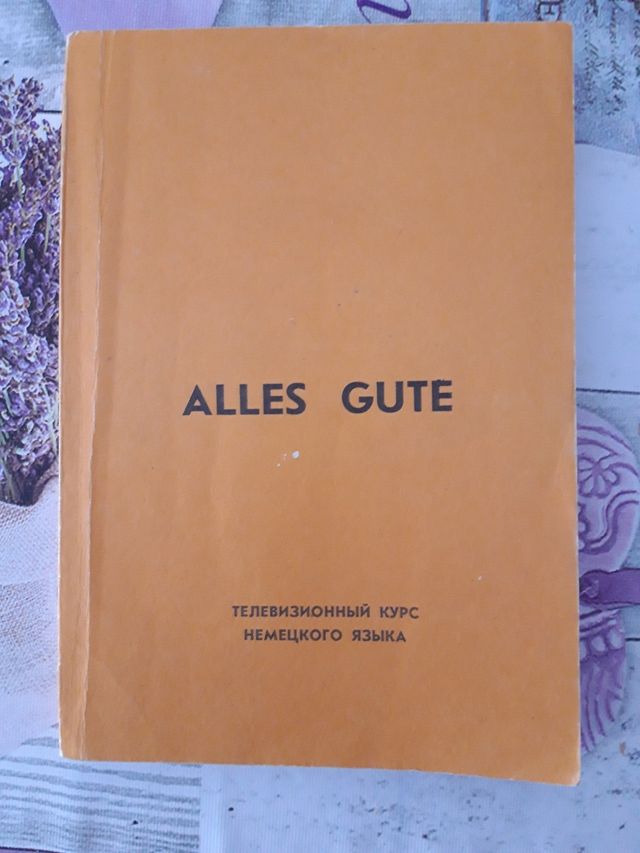 ALLES GUTE
ТЕЛЕВИЗИОННЫЙ КУРС
НЕМЕЦКОГО ЯЗЫКА